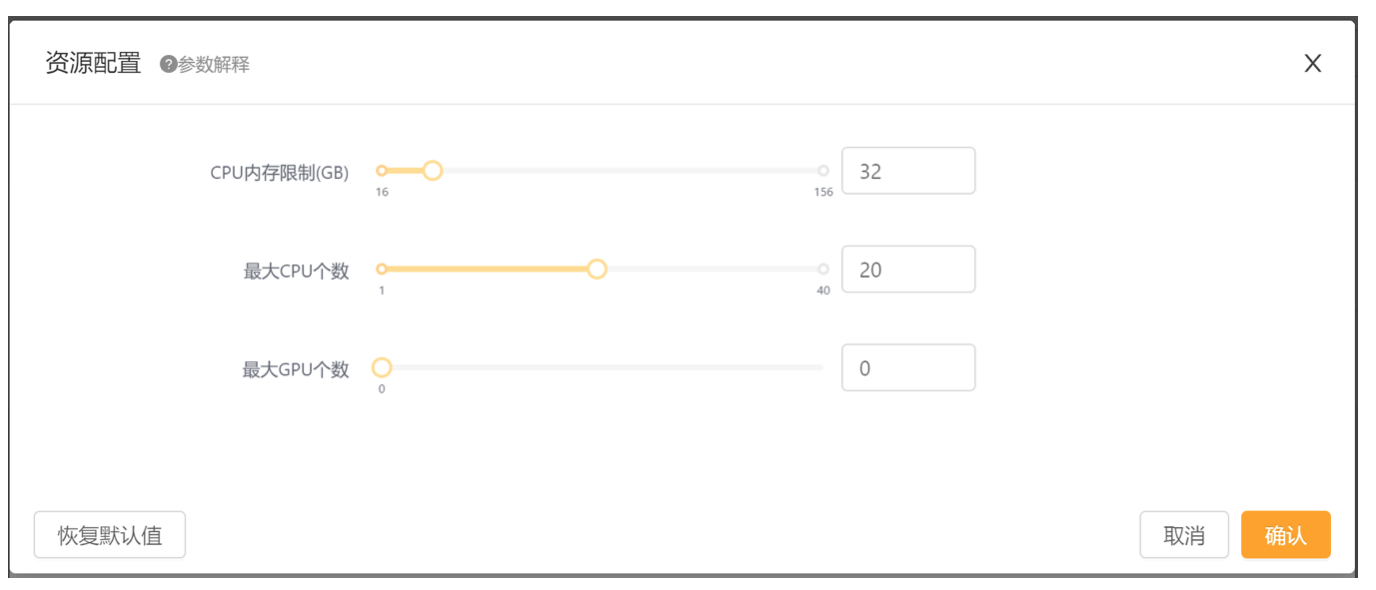 资源配置 ?参数解释 X
CPU内存限制(GB) 32
16 156
最大CPU个数 20
1 40
最大GPU个数 0
0
恢复默认值 取消 确认